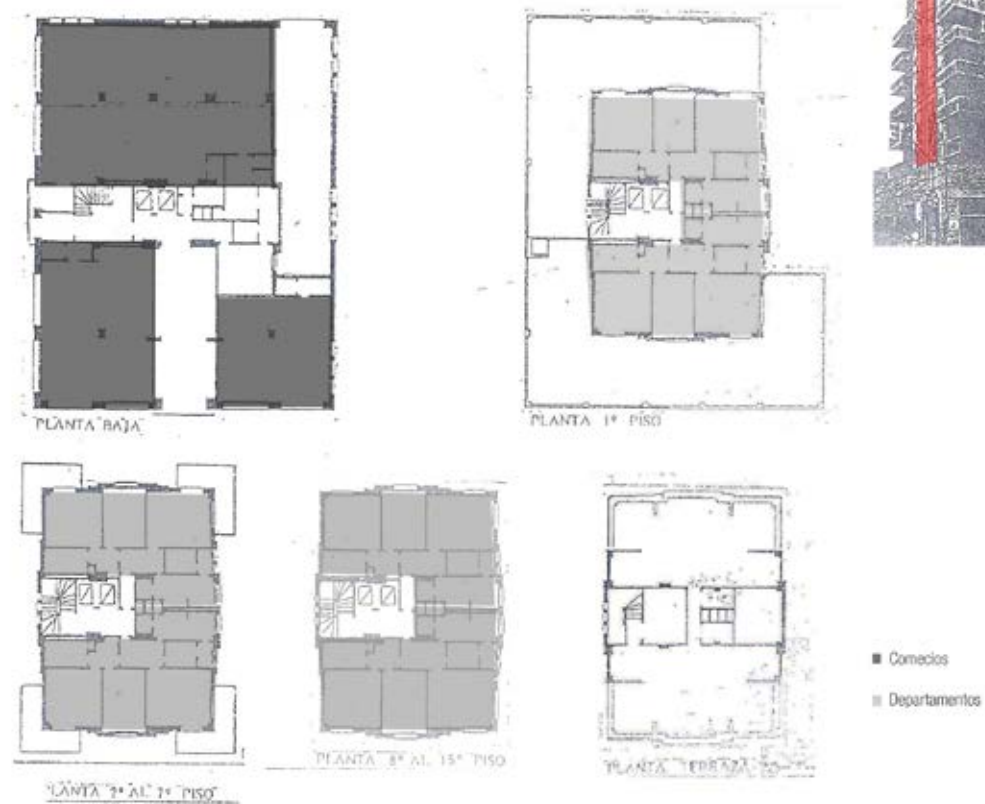 PLANTA BAJA
PLANTA 1º PISO
PLANTA 2º AL 7º PISO
PLANTA 8º AL 15º PISO
PLANTA TERRAZA
Comecios
Departamentos